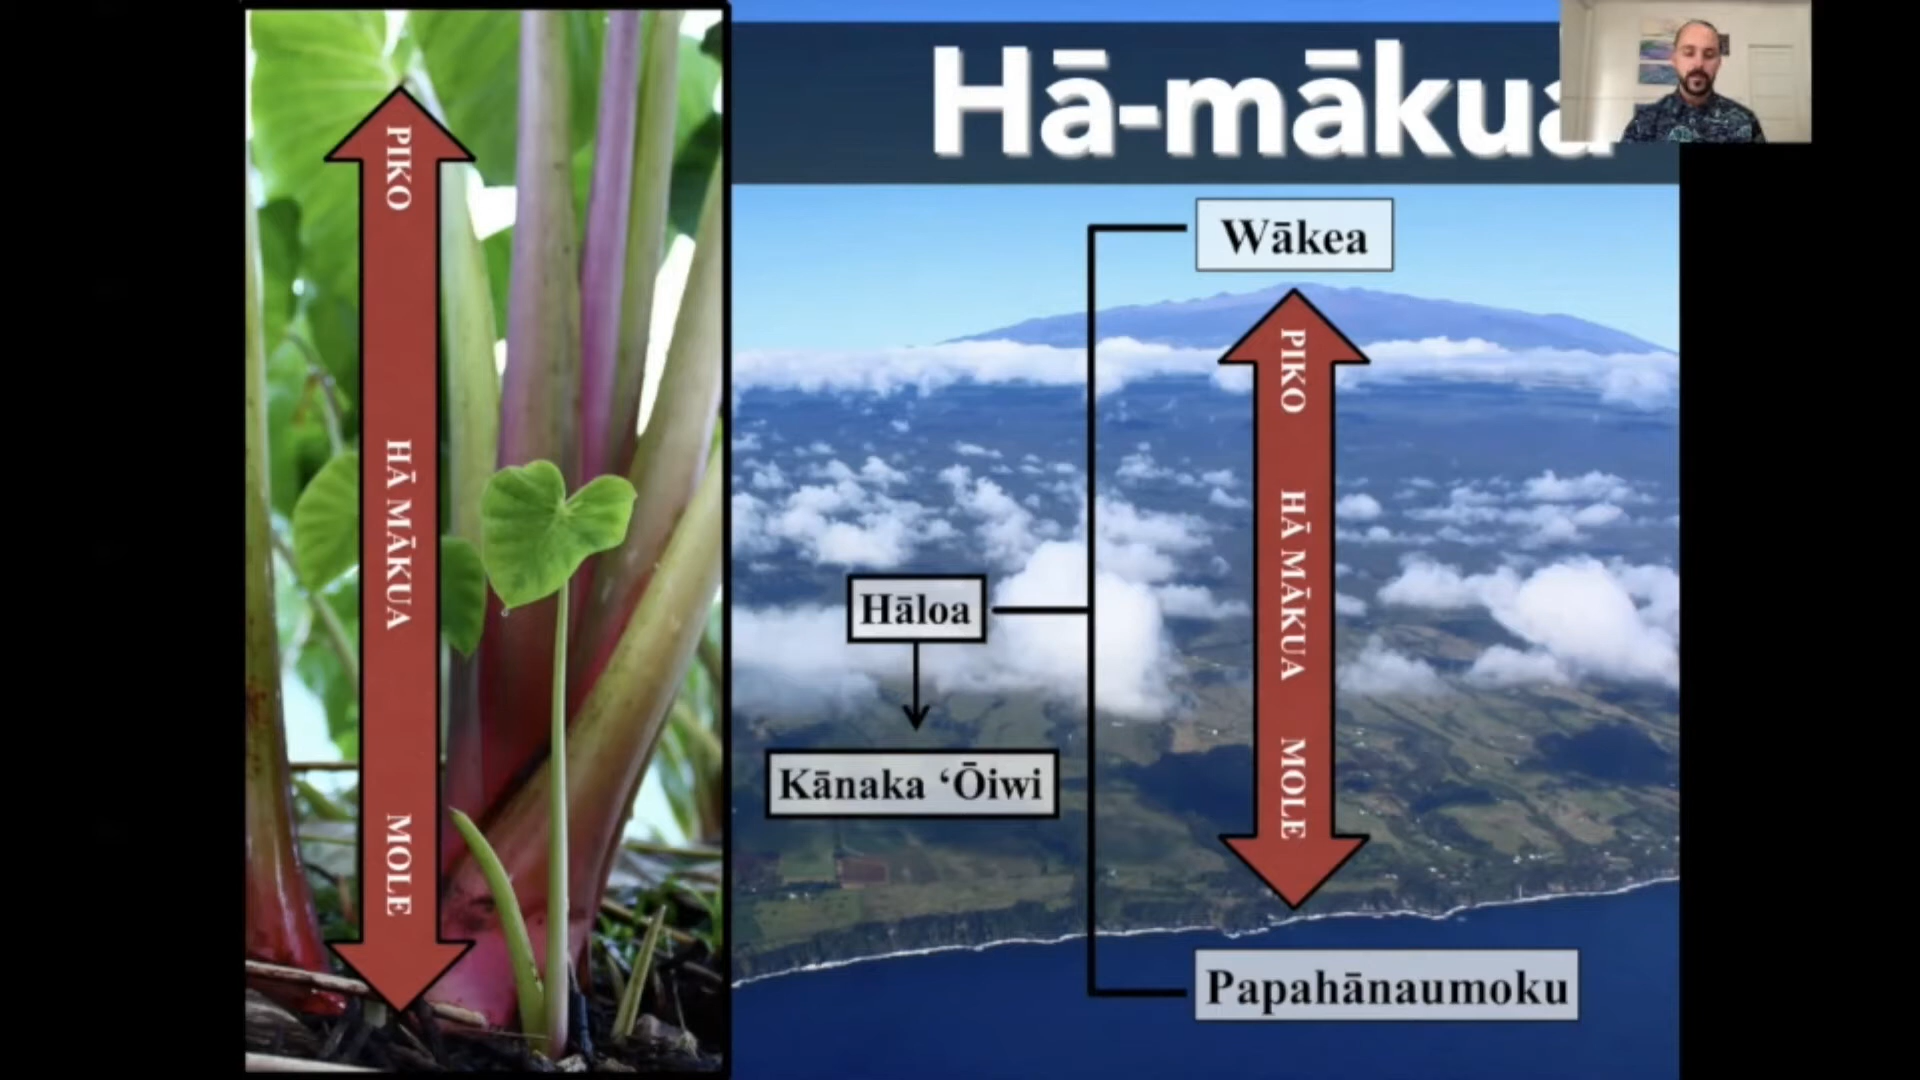 PIKO
HĀ MĀKUA
MOLE
Hā-mākua
Wākea
PIKO
HĀ MĀKUA
MOLE
Hāloa
Kānaka ʻŌiwi
Papahānaumoku